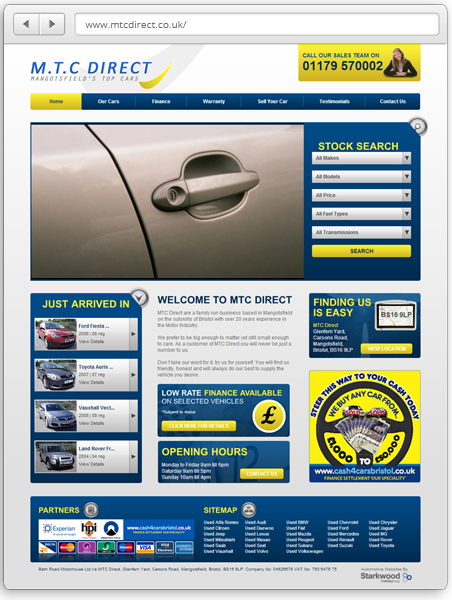 www.mtcdirect.co.uk/
M.T.C DIRECT
MANGOTSFIELD'S TOP CARS
CALL OUR SALES TEAM ON
01179 570002
Home Our Cars Finance Warranty Sell Your Car Testimonials Contact Us
STOCK SEARCH
All Makes
All Models
All Price
All Fuel Types
All Transmissions
SEARCH
JUST ARRIVED IN
Ford Fiesta ...
2008 | 08 reg
View Details
Toyota Auris ...
2007 | 07 reg
View Details
Vauxhall Vect...
2008 | 08 reg
View Details
Land Rover Fr...
2004 | 04 reg
View Details
WELCOME TO MTC DIRECT
MTC Direct are a family run business based in Mangotsfield
on the outskirts of Bristol with over 20 years experience in
the Motor Industry
We prefer to be big enough to matter yet still small enough
to care. As a customer of MTC Direct you will never be just a
number to us.
Don't take our word for it, try us for yourself. You will find us
friendly, honest and will always do our best to supply the
vehicle you desire.
LOW RATE FINANCE AVAILABLE
ON SELECTED VEHICLES
*Subject to status
CLICK HERE FOR DETAILS
£
OPENING HOURS
Monday to Friday 9am till 6pm
Saturday 9am till 5pm
Sunday 10am till 4pm
CONTACT US
FINDING US
IS EASY
MTC Direct
Glenfern Yard,
Carsons Road,
Mangotsfield,
Bristol, BS16 9LP
BS16 9LP
VIEW LOCATION
STEER THIS WAY TO YOUR CASH TODAY
WE BUY ANY CAR FROM..
£1,000 TO £50,000
www.cash4carsbristol.co.uk
FINANCE SETTLEMENT OUR SPECIALITY
PARTNERS
Experian
hpi
www.cash4carsbristol.co.uk
FINANCE SETTLEMENT OUR SPECIALITY
VISA
SITEMAP
Used Alfa Romeo Used Audi Used BMW Used Chevrolet Used Chrysler
Used Citroen Used Daewoo Used Fiat Used Ford Used Jaguar
Used Jeep Used Lexus Used Mazda Used Mercedes Used MG
Used Mitsubishi Used Nissan Used Peugeot Used Renault Used Rover
Used Saab Used Seat Used Subaru Used Suzuki Used Toyota
Used Vauxhall Used Volvo Used Volkswagen
Bath Road Motorhouse Ltd t/a MTC Direct, Glenfern Yard, Carsons Road, Mangotsfield, Bristol, BS16 9LP.
Automotive Websites By
Starkwood